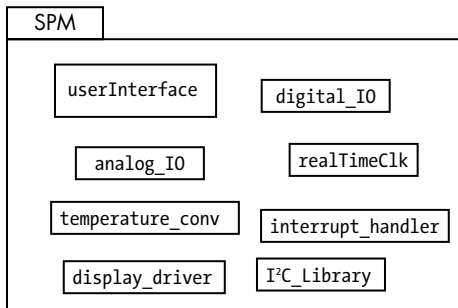 SPM
userInterface
digital_IO
analog_IO
realTimeClk
temperature_conv
interrupt_handler
display_driver
I²C_Library